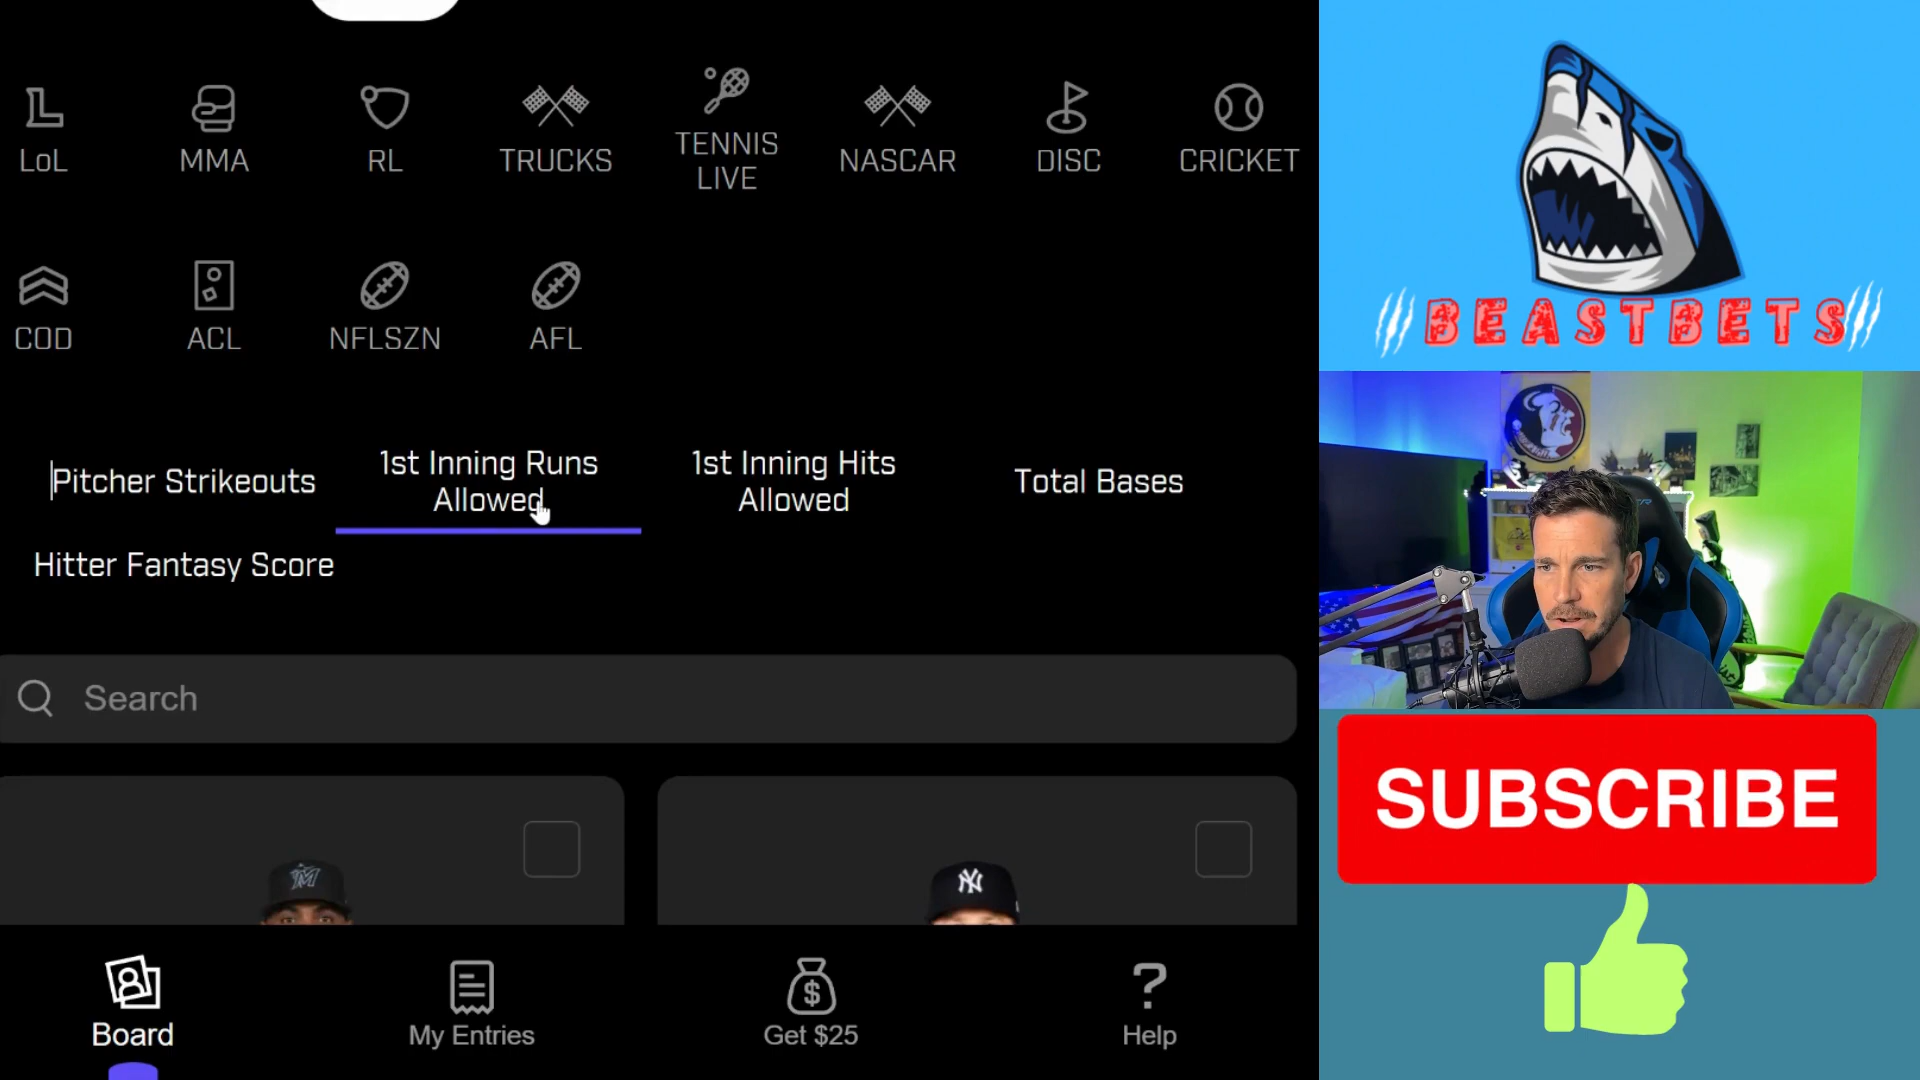 LoL
MMA
RL
TRUCKS
TENNIS
LIVE
NASCAR
DISC
CRICKET
COD
ACL
NFLSZN
AFL
Pitcher Strikeouts
1st Inning Runs
Allowed
1st Inning Hits
Allowed
Total Bases
Hitter Fantasy Score
Search
Board
My Entries
Get $25
Help
BEASTBETS
SUBSCRIBE